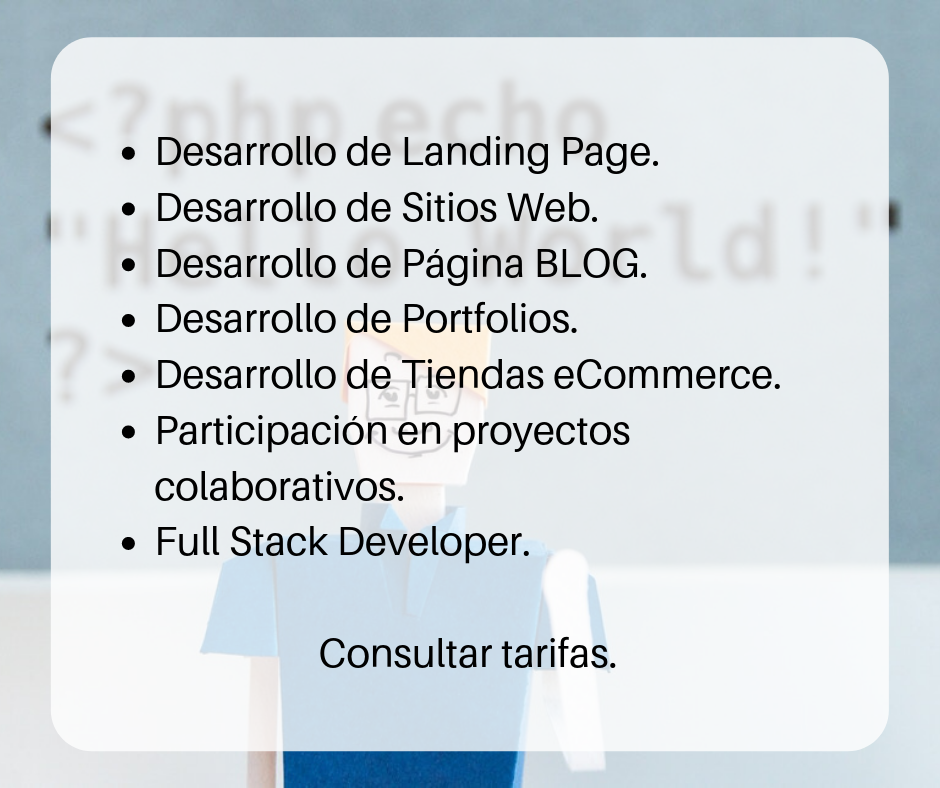 <?php echo
"Hello World!"
?>
• Desarrollo de Landing Page.
• Desarrollo de Sitios Web.
• Desarrollo de Página BLOG.
• Desarrollo de Portfolios.
• Desarrollo de Tiendas eCommerce.
• Participación en proyectos
colaborativos.
• Full Stack Developer.
Consultar tarifas.